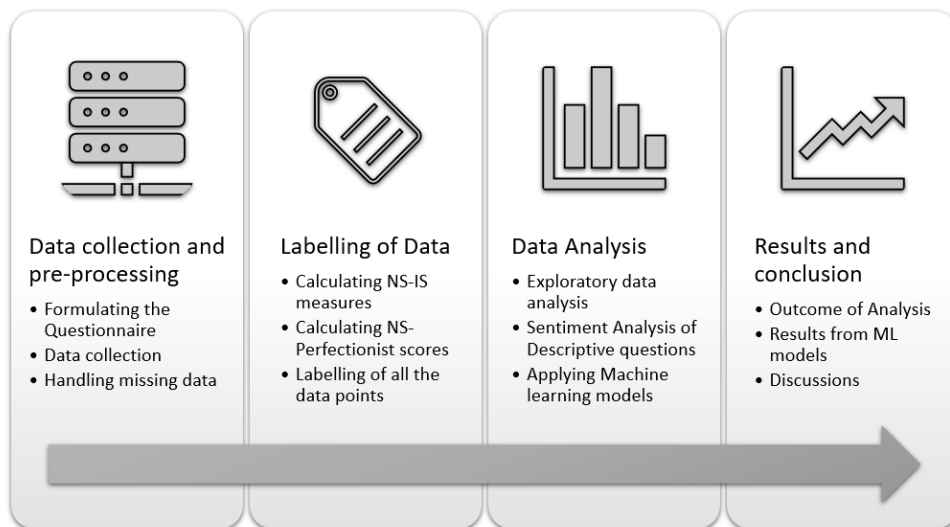 Data collection and
pre-processing
• Formulating the
Questionnaire
• Data collection
• Handling missing data
Labelling of Data
• Calculating NS-IS
measures
• Calculating NS-
Perfectionist scores
• Labelling of all the
data points
Data Analysis
• Exploratory data
analysis
• Sentiment Analysis of
Descriptive questions
• Applying Machine
learning models
Results and
conclusion
• Outcome of Analysis
• Results from ML
models
• Discussions